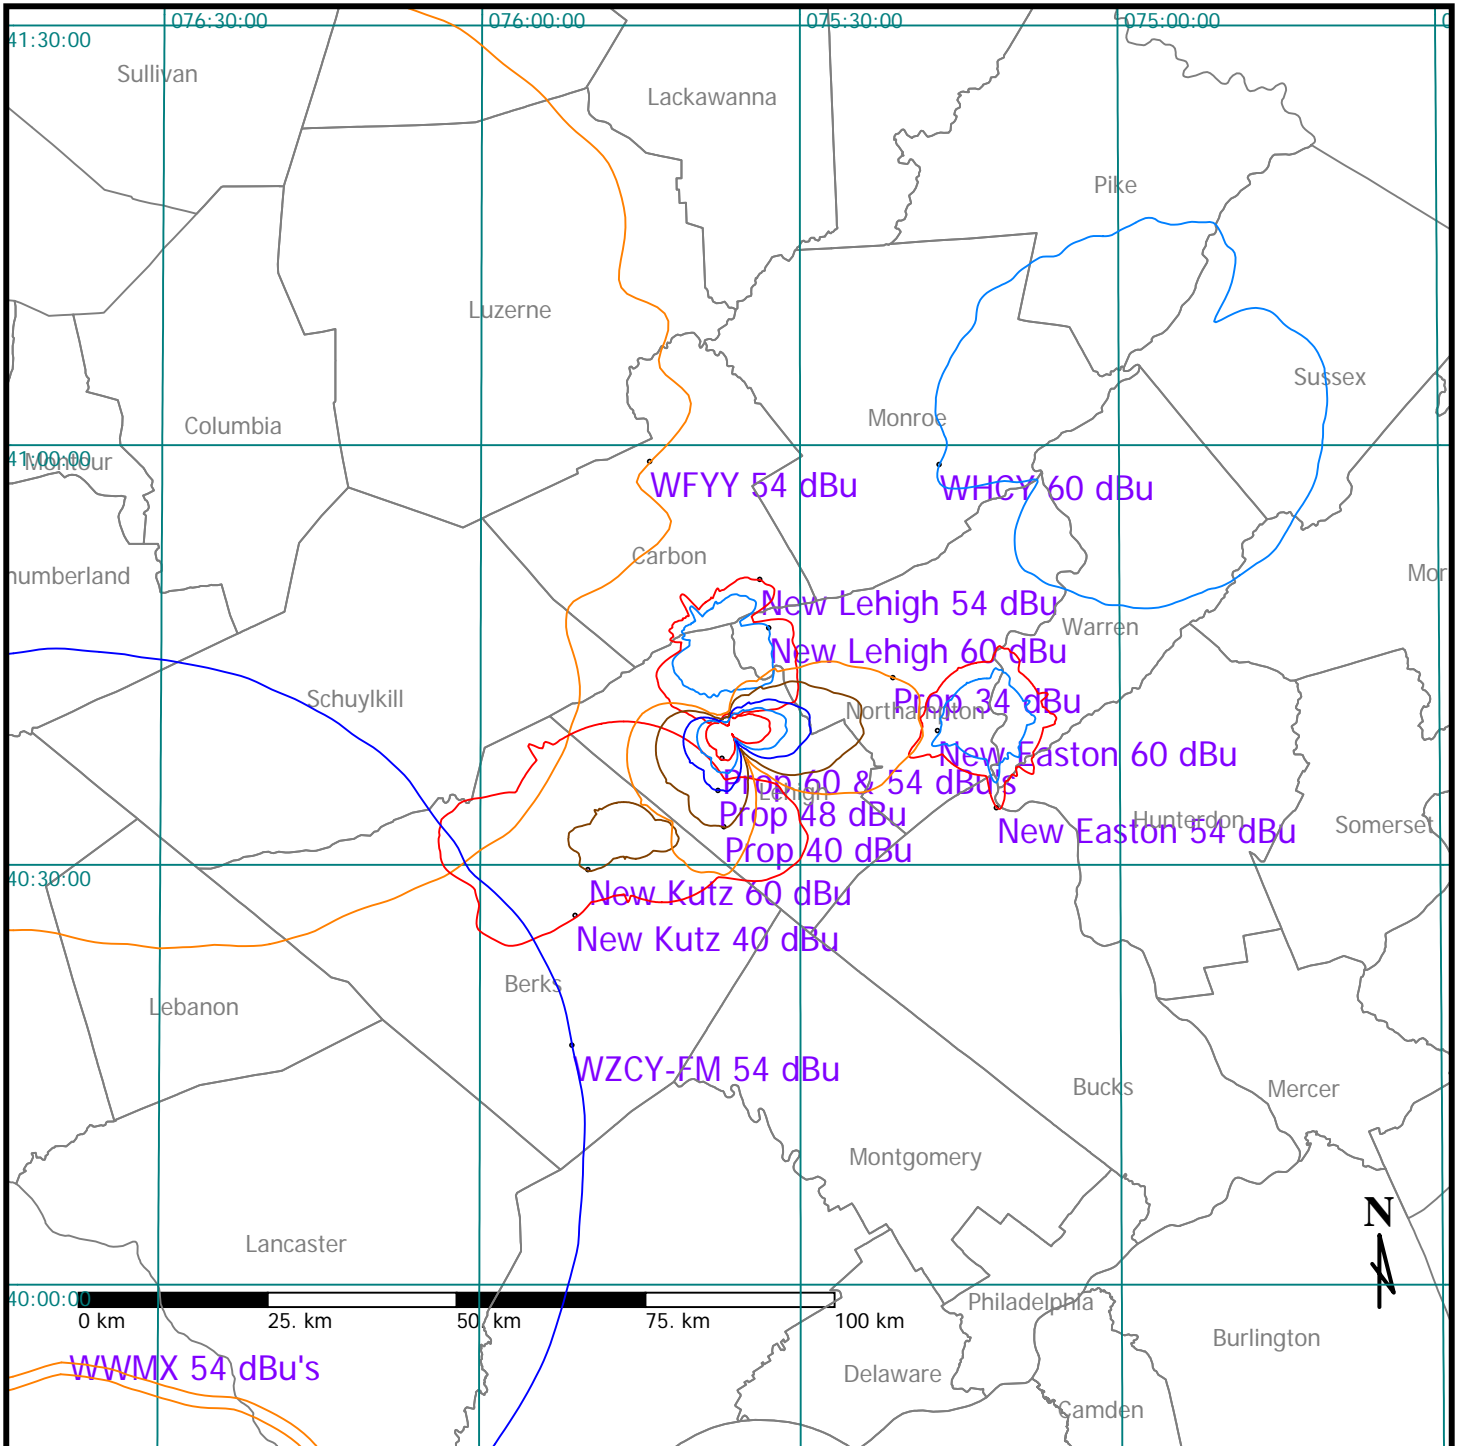 076:30:00
076:00:00
075:30:00
075:00:00
41:30:00
Sullivan
Lackawanna
Pike
Luzerne
Sussex
Monroe
Columbia
41:00:00
Montour
WFYY 54 dBu
WHCY 60 dBu
Carbon
humberland
Mor
New Lehigh 54 dBu
Warren
New Lehigh 60 dBu
Schuylkill
Prop 34 dBu
Northampton
New Easton 60 dBu
Prop 60 & 54 dBu's
Lehigh
Prop 48 dBu
Hunterdon
Somerset
New Easton 54 dBu
Prop 40 dBu
40:30:00
New Kutz 60 dBu
New Kutz 40 dBu
Berks
Lebanon
WZCY-FM 54 dBu
Bucks
Mercer
Montgomery
N
Lancaster
40:00:00
Philadelphia
0 km
25. km
50. km
75. km
100 km
Burlington
WWMX 54 dBu's
Delaware
Camden